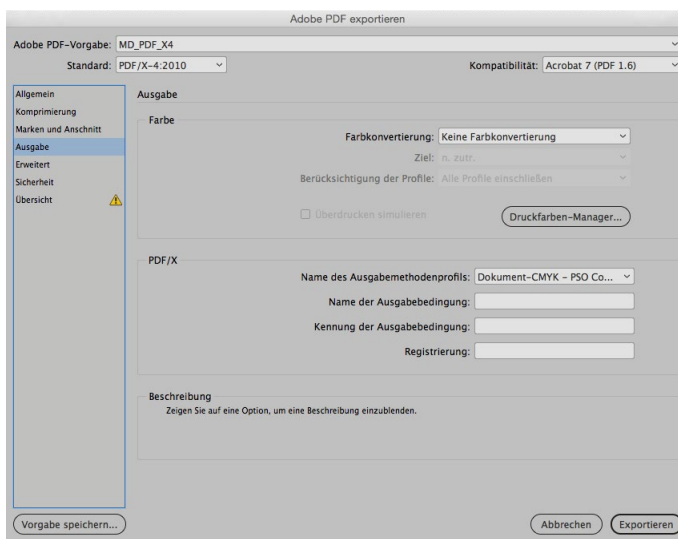 Adobe PDF exportieren
Adobe PDF-Vorgabe: MD_PDF_X4
Standard: PDF/X-4:2010 Kompatibilität: Acrobat 7 (PDF 1.6)
Allgemein
Komprimierung
Marken und Anschnitt
Ausgabe
Erweitert
Sicherheit
Übersicht
Ausgabe
Farbe
Farbkonvertierung: Keine Farbkonvertierung
Ziel: n. zutr.
Berücksichtigung der Profile: Alle Profile einschließen
Überdrucken simulieren Druckfarben-Manager...
PDF/X
Name des Ausgabemethodenprofils: Dokument-CMYK - PSO Co...
Name der Ausgabebedingung:
Kennung der Ausgabebedingung:
Registrierung:
Beschreibung
Zeigen Sie auf eine Option, um eine Beschreibung einzublenden.
Vorgabe speichern... Abbrechen Exportieren